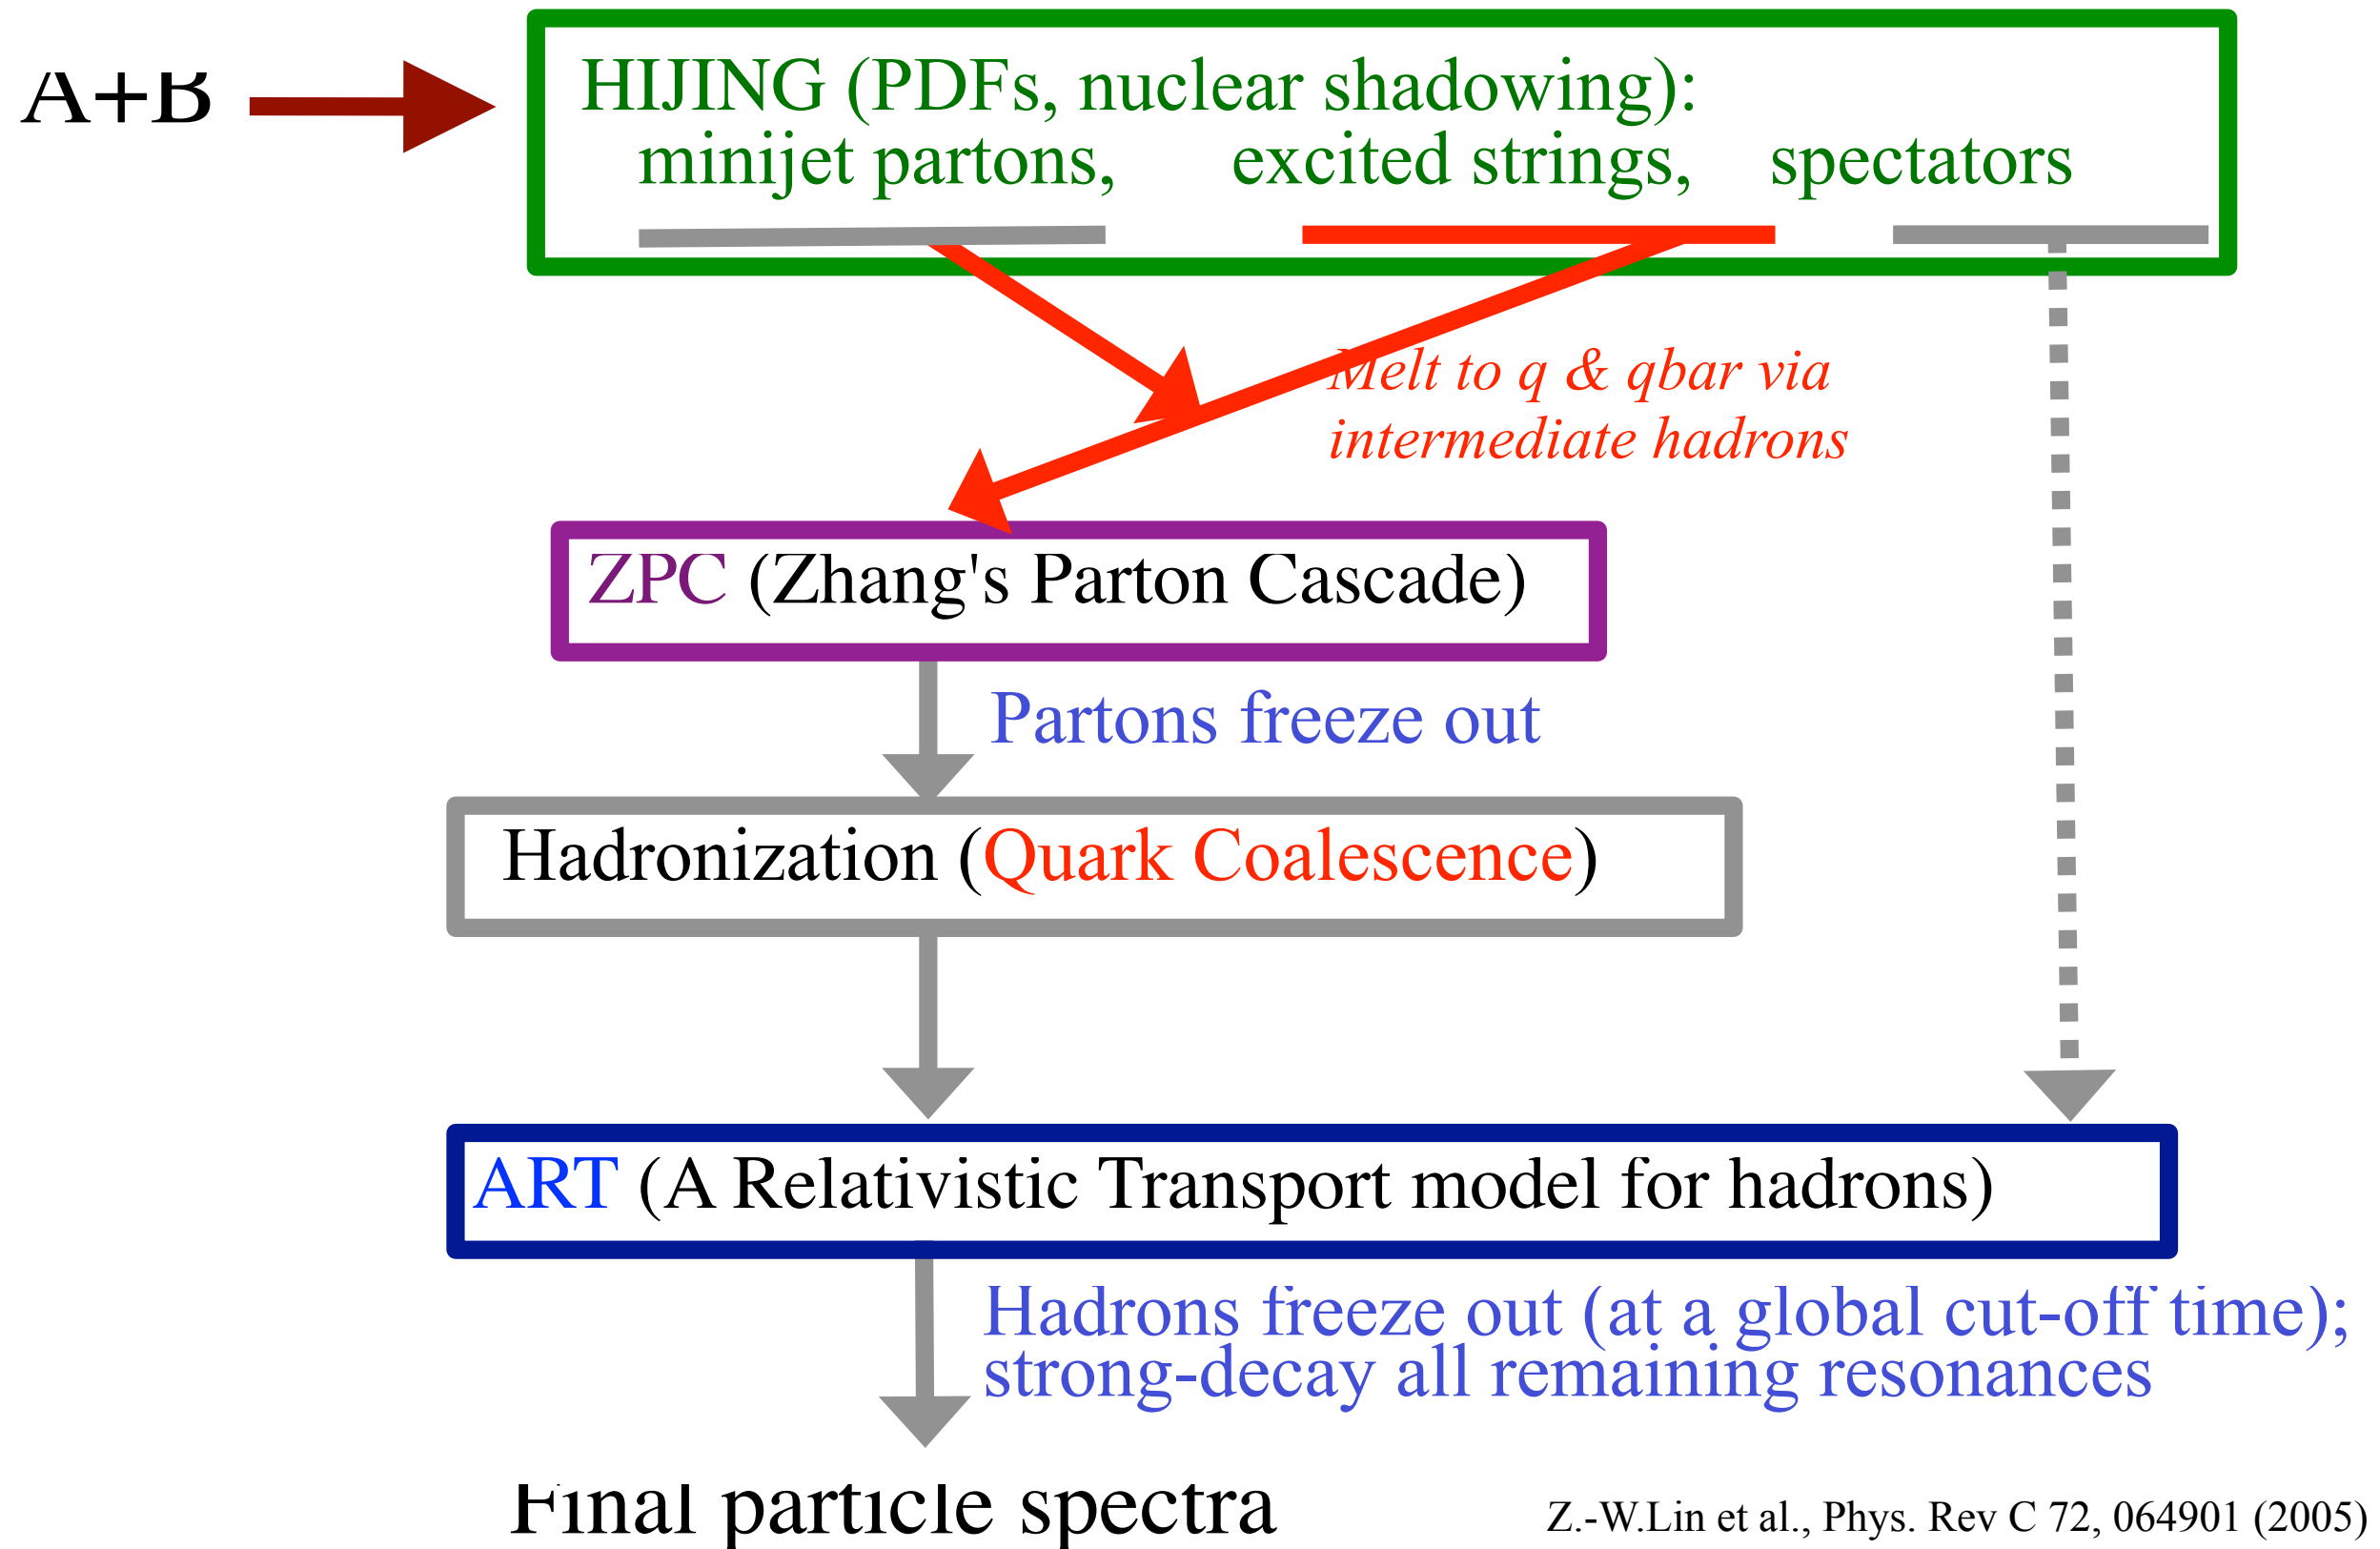 A+B
HIJING (PDFs, nuclear shadowing):
minijet partons, excited strings, spectators
Melt to q & qbar via
intermediate hadrons
ZPC (Zhang's Parton Cascade)
Partons freeze out
Hadronization (Quark Coalescence)
ART (A Relativistic Transport model for hadrons)
Hadrons freeze out (at a global cut-off time);
strong-decay all remaining resonances
Final particle spectra
Z.-W.Lin et al., Phys. Rev C 72, 064901 (2005)